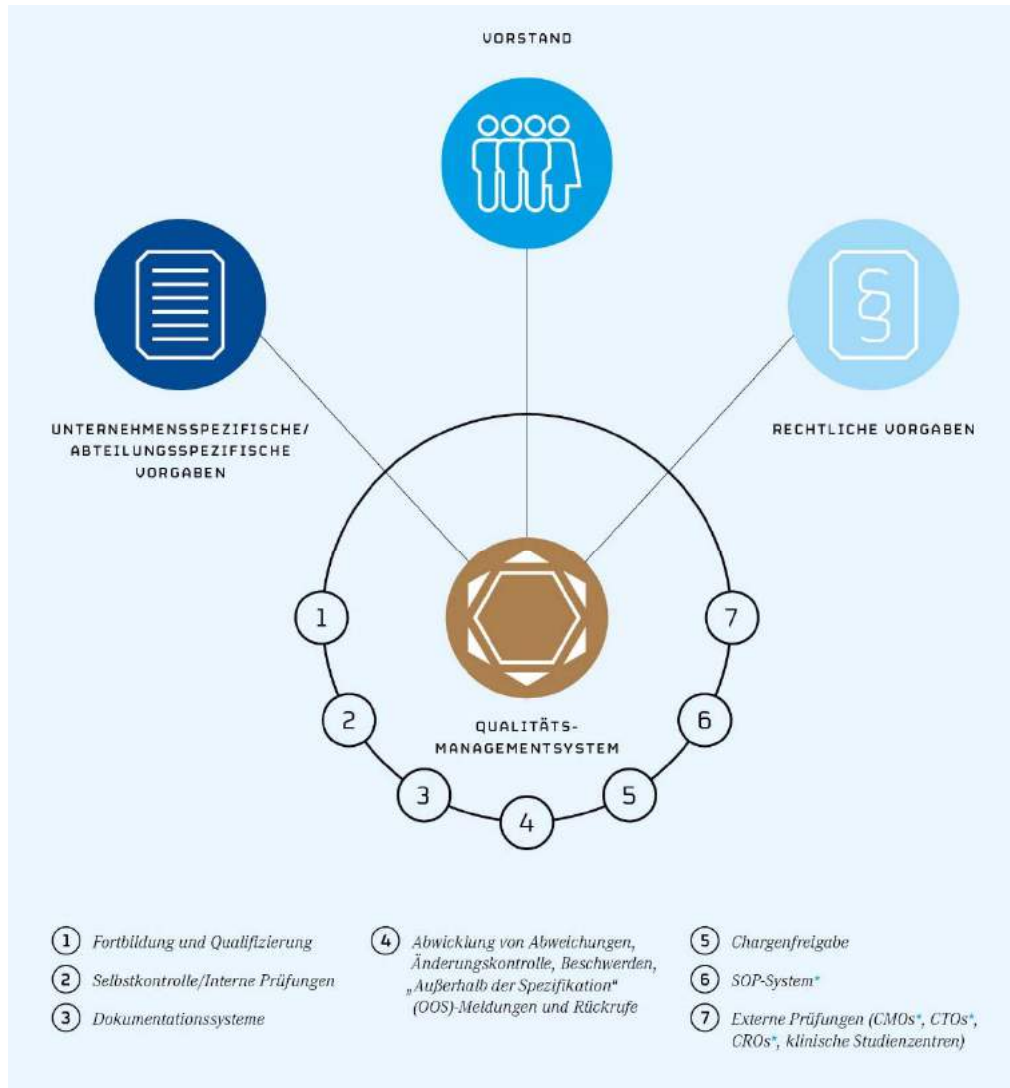 VORSTAND
UNTERNEHMENSSPEZIFISCHE/
ABTEILUNGSSPEZIFISCHE
VORGABEN
RECHTLICHE VORGABEN
§
1
7
2
6
QUALITÄTS-
MANAGEMENTSYSTEM
3
5
4
1 Fortbildung und Qualifizierung
2 Selbstkontrolle/Interne Prüfungen
3 Dokumentationssysteme
4 Abwicklung von Abweichungen,
Änderungskontrolle, Beschwerden,
„Außerhalb der Spezifikation“
(OOS)-Meldungen und Rückrufe
5 Chargenfreigabe
6 SOP-System*
7 Externe Prüfungen (CMOs*, CTOs*,
CROs*, klinische Studienzentren)